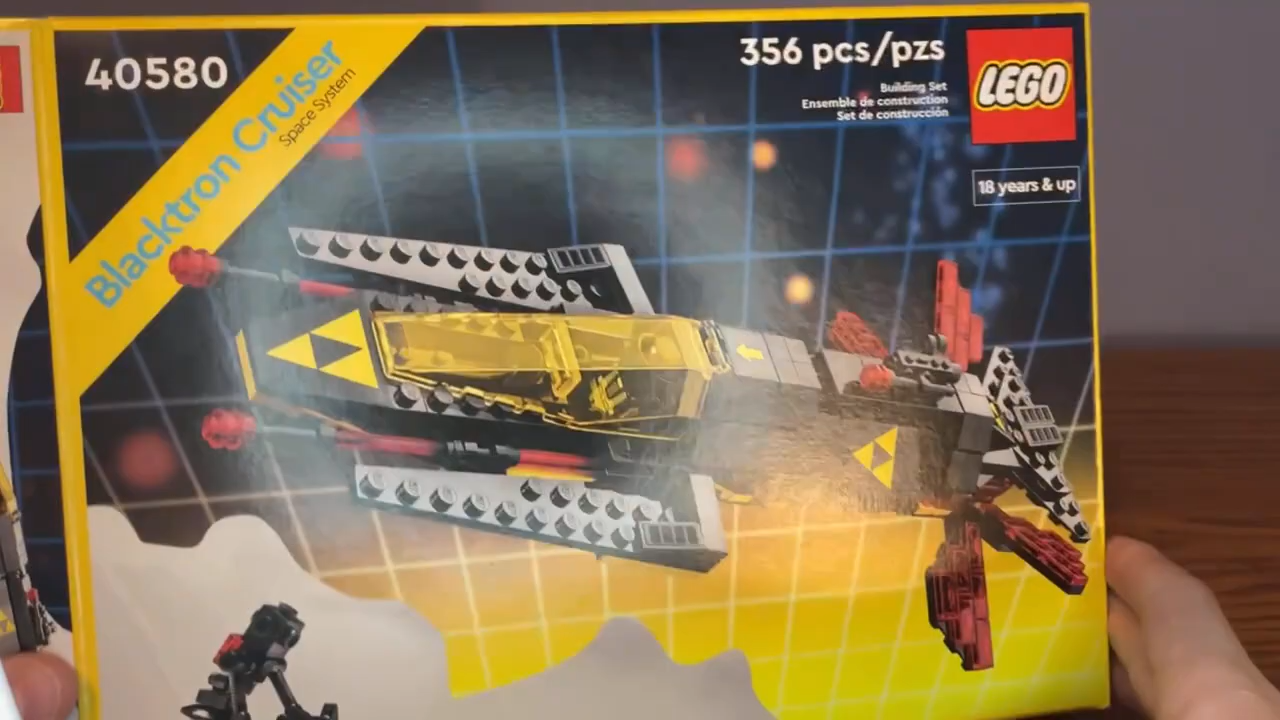 40580
Blacktron Cruiser
Space System
356 pcs/pzs
Building Set
Ensemble de construction
Set de construcción
LEGO
18 years & up